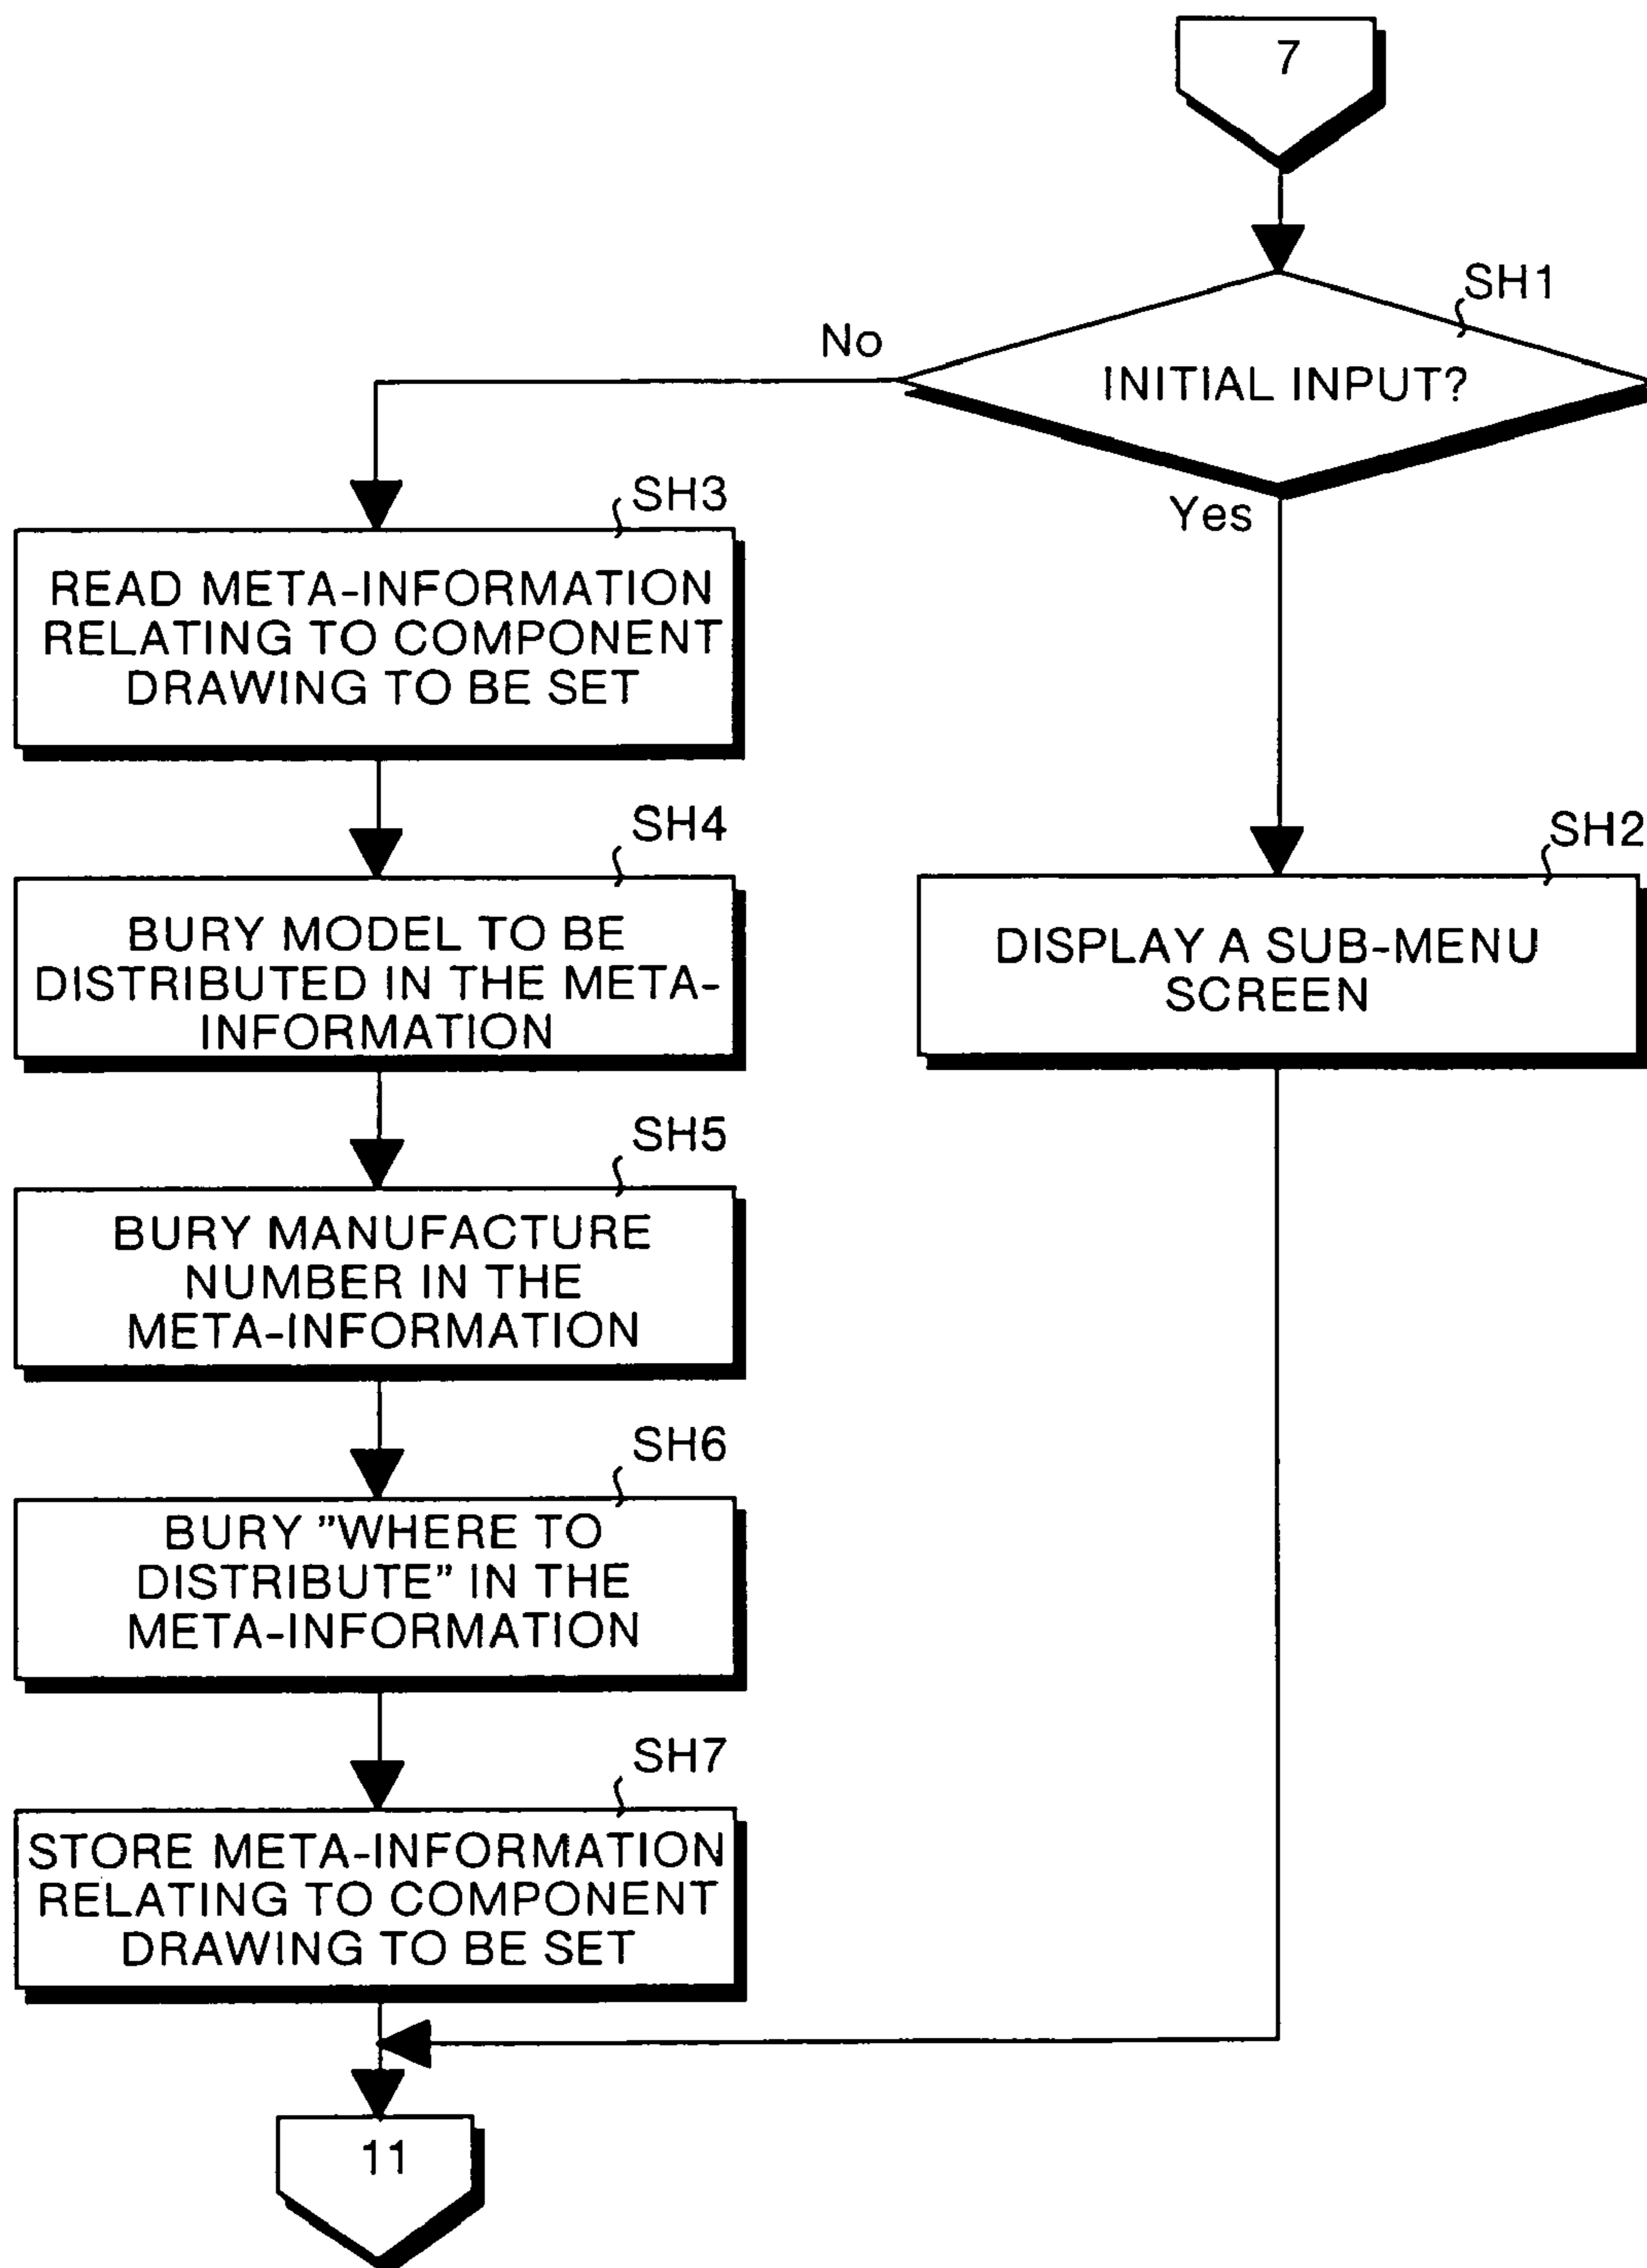 7
SH1
No
INITIAL INPUT?
Yes
SH3
READ META-INFORMATION
RELATING TO COMPONENT
DRAWING TO BE SET
SH4
BURY MODEL TO BE
DISTRIBUTED IN THE META-
INFORMATION
SH2
DISPLAY A SUB-MENU
SCREEN
SH5
BURY MANUFACTURE
NUMBER IN THE
META-INFORMATION
SH6
BURY "WHERE TO
DISTRIBUTE" IN THE
META-INFORMATION
SH7
STORE META-INFORMATION
RELATING TO COMPONENT
DRAWING TO BE SET
11